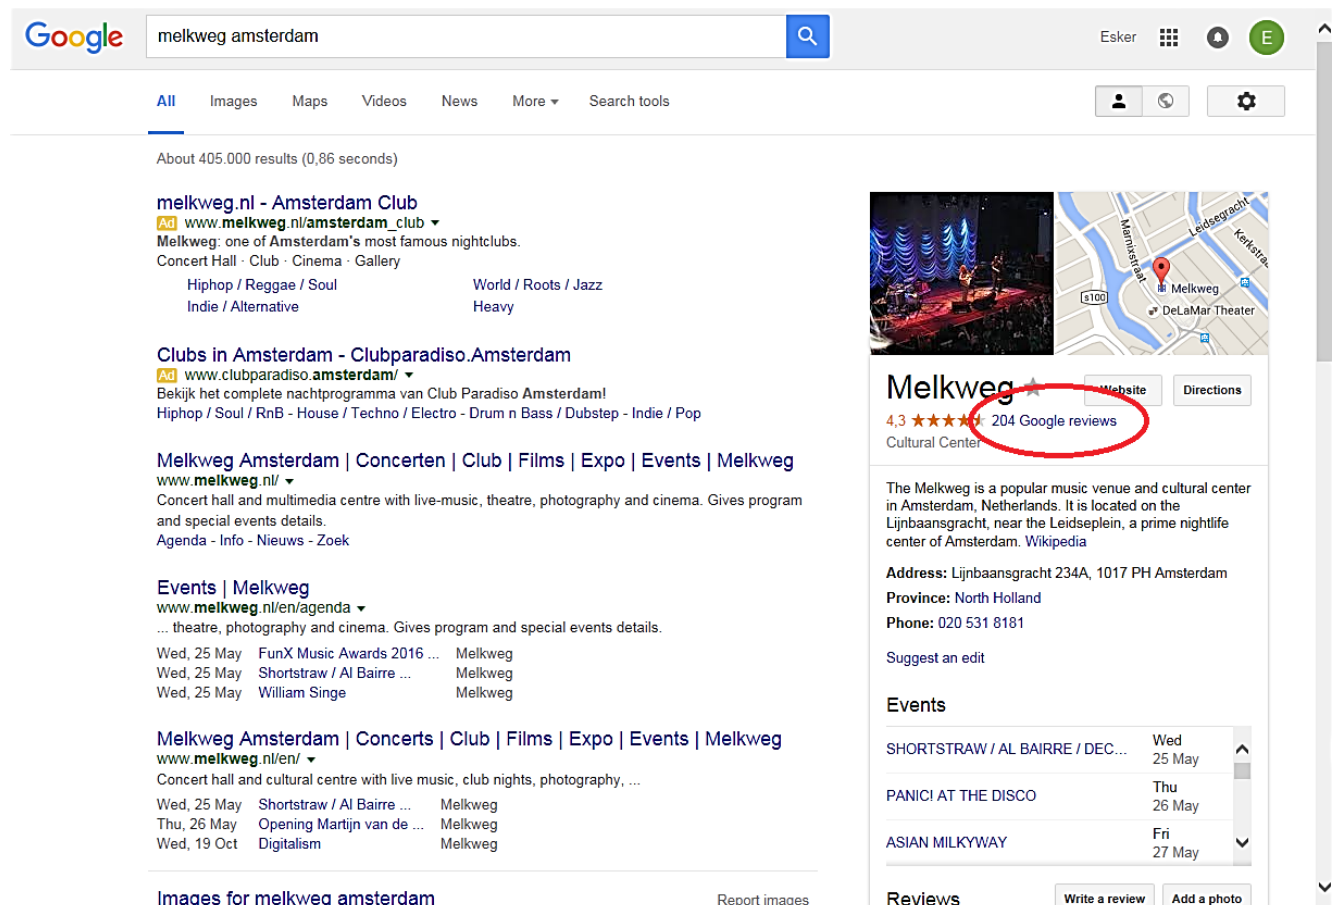 Google
melkweg amsterdam
Esker
E
All Images Maps Videos News More Search tools
About 405.000 results (0,86 seconds)
melkweg.nl - Amsterdam Club
Ad www.melkweg.nl/amsterdam_club
Melkweg: one of Amsterdam's most famous nightclubs.
Concert Hall · Club · Cinema · Gallery
Hiphop / Reggae / Soul World / Roots / Jazz
Indie / Alternative Heavy
Clubs in Amsterdam - Clubparadiso.Amsterdam
Ad www.clubparadiso.amsterdam/
Bekijk het complete nachtprogramma van Club Paradiso Amsterdam!
Hiphop / Soul / RnB - House / Techno / Electro - Drum n Bass / Dubstep - Indie / Pop
Melkweg Amsterdam | Concerten | Club | Films | Expo | Events | Melkweg
www.melkweg.nl/
Concert hall and multimedia centre with live-music, theatre, photography and cinema. Gives program
and special events details.
Agenda - Info - Nieuws - Zoek
Events | Melkweg
www.melkweg.nl/en/agenda
... theatre, photography and cinema. Gives program and special events details.
Wed, 25 May FunX Music Awards 2016 ... Melkweg
Wed, 25 May Shortstraw / Al Bairre ... Melkweg
Wed, 25 May William Singe Melkweg
Melkweg Amsterdam | Concerts | Club | Films | Expo | Events | Melkweg
www.melkweg.nl/en/
Concert hall and cultural centre with live music, club nights, photography, ...
Wed, 25 May Shortstraw / Al Bairre ... Melkweg
Thu, 26 May Opening Martijn van de ... Melkweg
Wed, 19 Oct Digitalism Melkweg
Images for melkweg amsterdam Report images
Leidsegracht
Marnixstraat
Kerkstra
s100
Melkweg
DeLaMar Theater
Melkweg Website Directions
4,3 204 Google reviews
Cultural Center
The Melkweg is a popular music venue and cultural center
in Amsterdam, Netherlands. It is located on the
Lijnbaansgracht, near the Leidseplein, a prime nightlife
center of Amsterdam. Wikipedia
Address: Lijnbaansgracht 234A, 1017 PH Amsterdam
Province: North Holland
Phone: 020 531 8181
Suggest an edit
Events
SHORTSTRAW / AL BAIRRE / DEC... Wed
25 May
PANIC! AT THE DISCO Thu
26 May
ASIAN MILKYWAY Fri
27 May
Reviews Write a review Add a photo